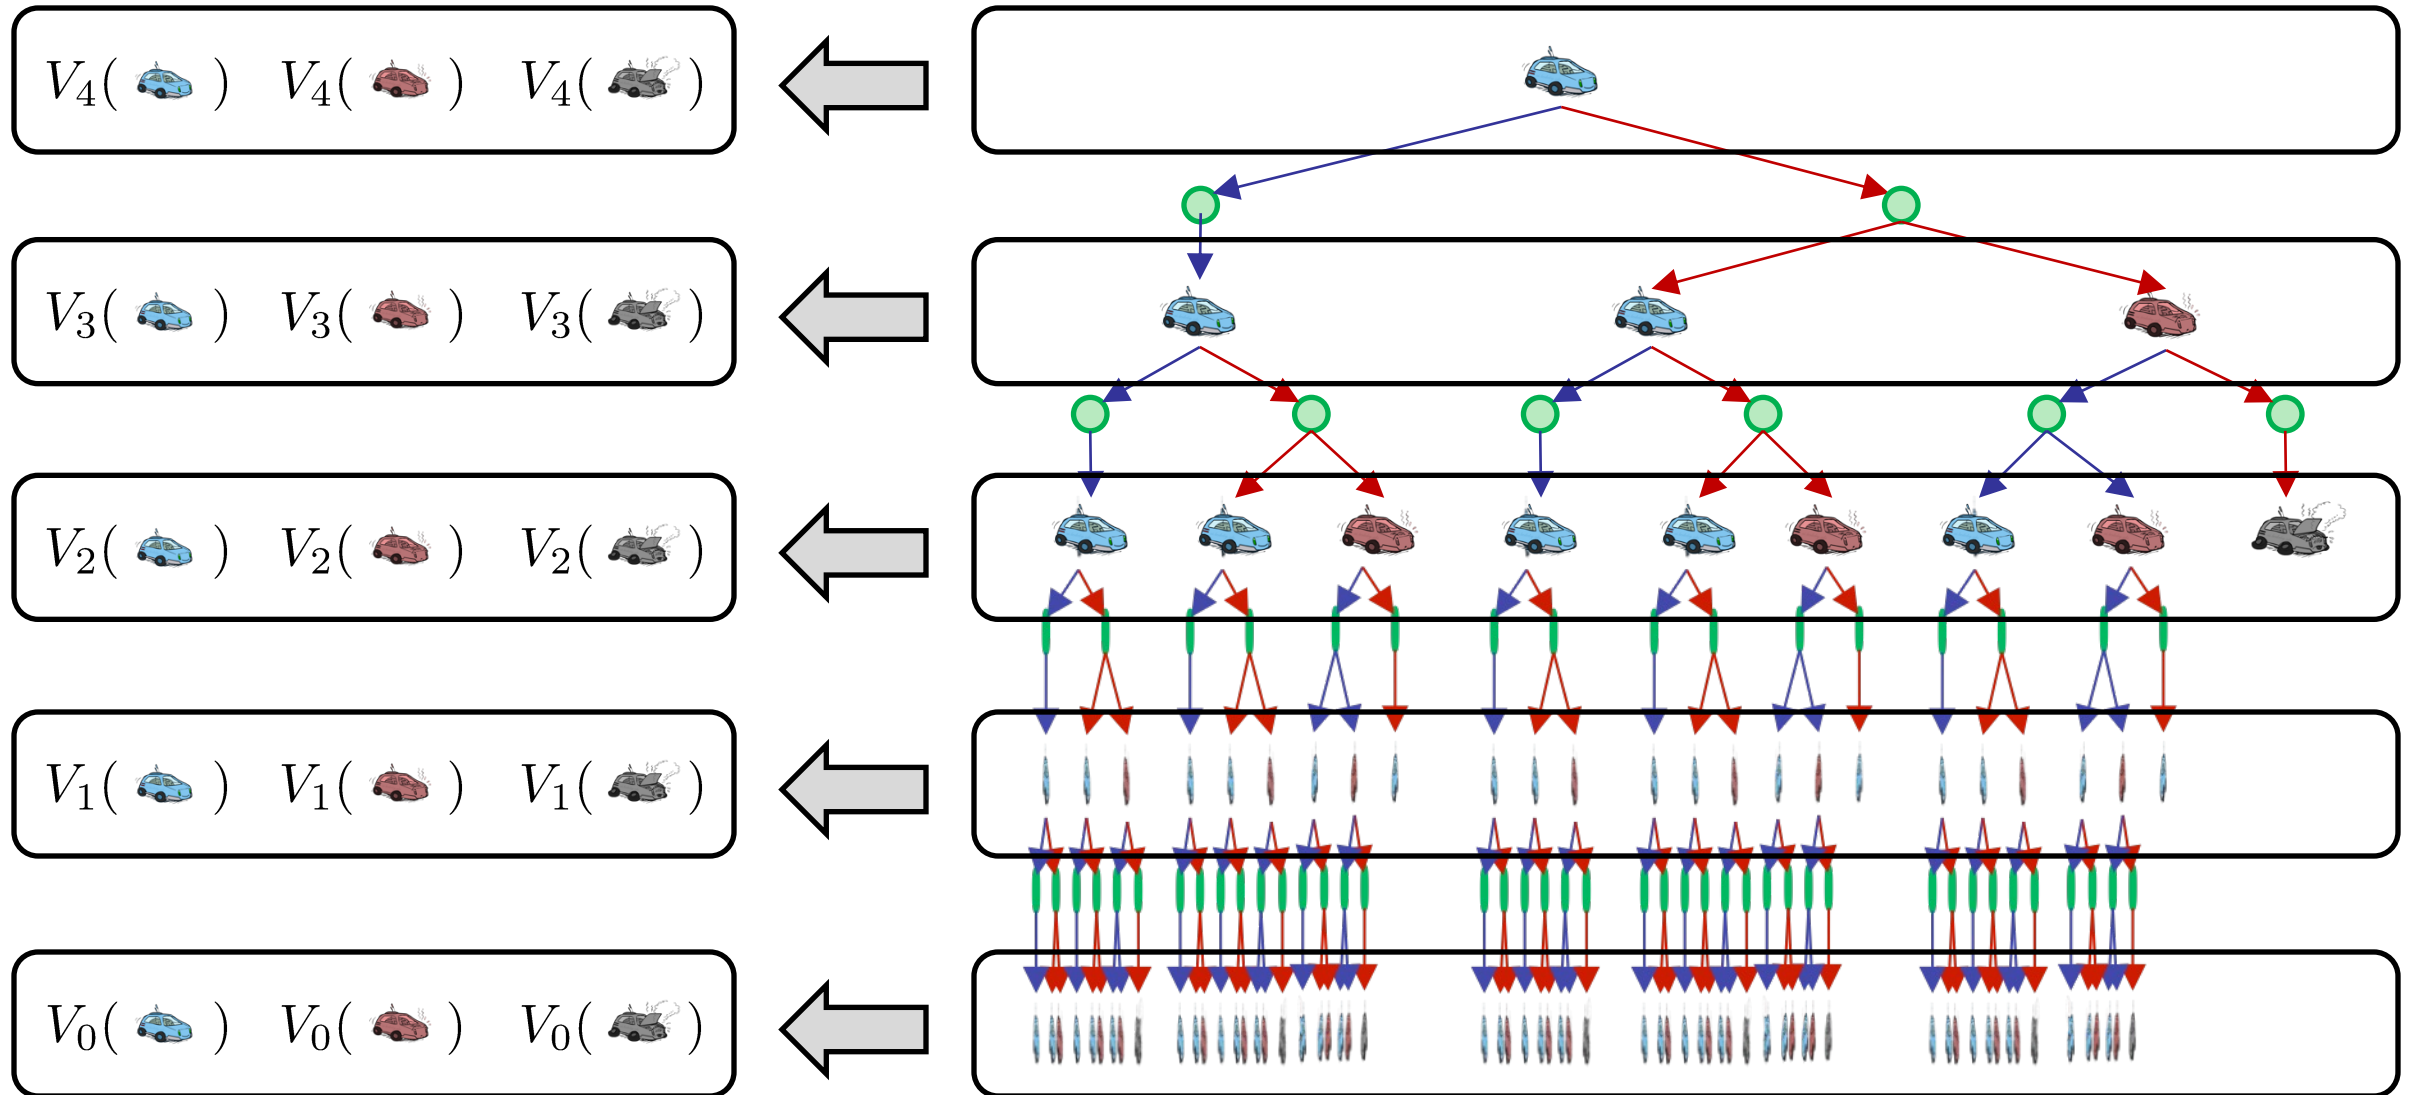 V₄( ) V₄( ) V₄( )
V₃( ) V₃( ) V₃( )
V₂( ) V₂( ) V₂( )
V₁( ) V₁( ) V₁( )
V₀( ) V₀( ) V₀( )